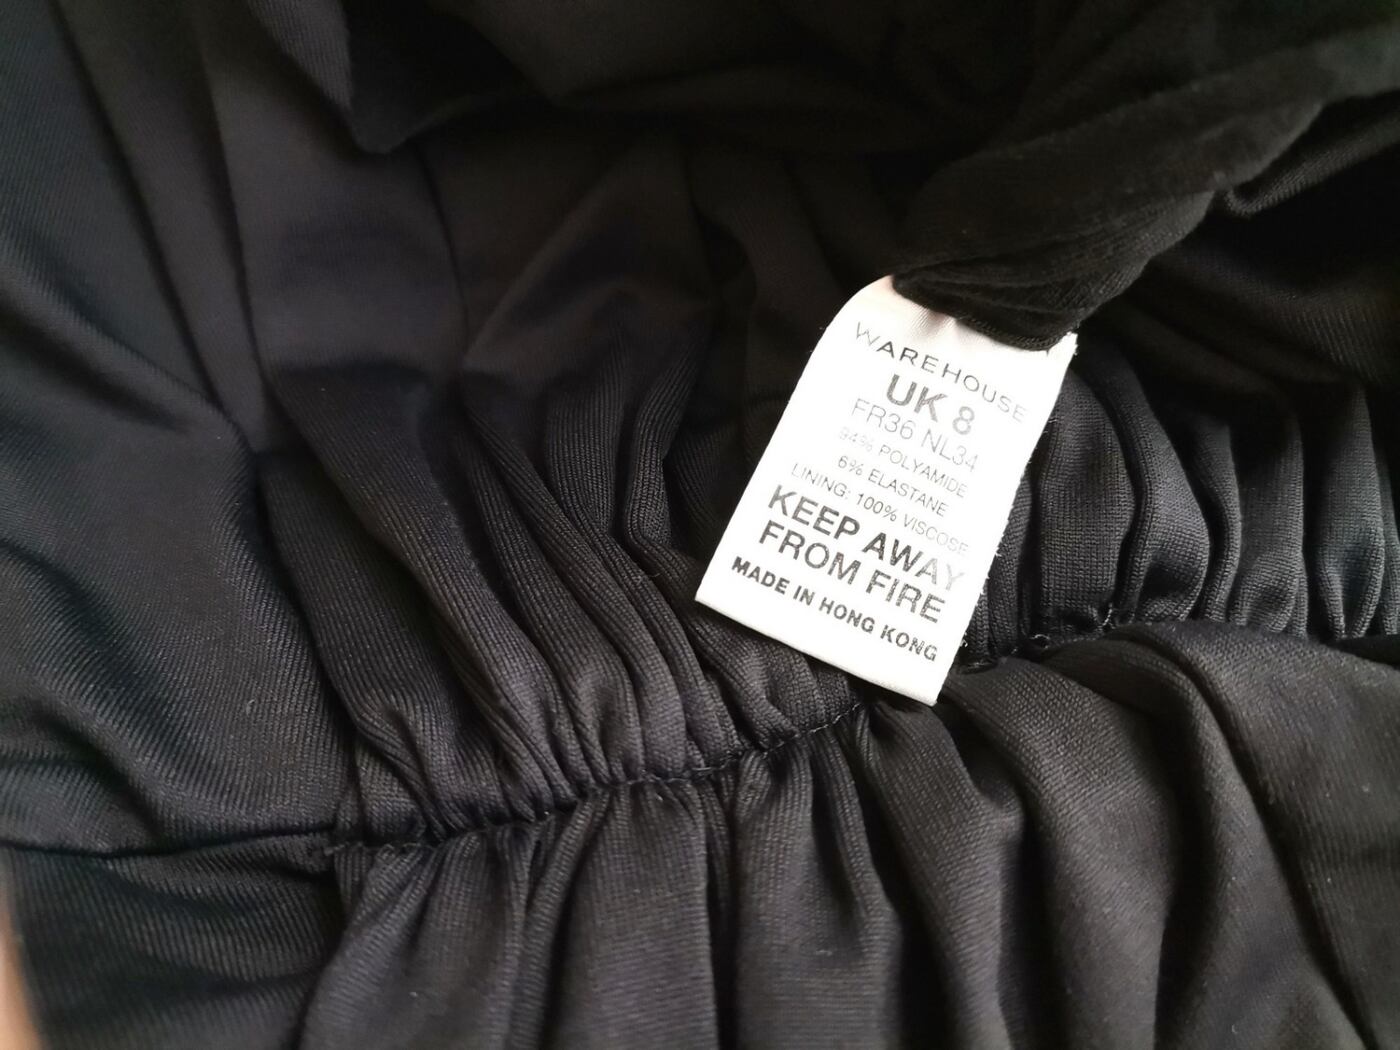 WAREHOUSE
UK 8
FR36 NL34
94% POLYAMIDE
6% ELASTANE
LINING: 100% VISCOSE
KEEP AWAY
FROM FIRE
MADE IN HONG KONG